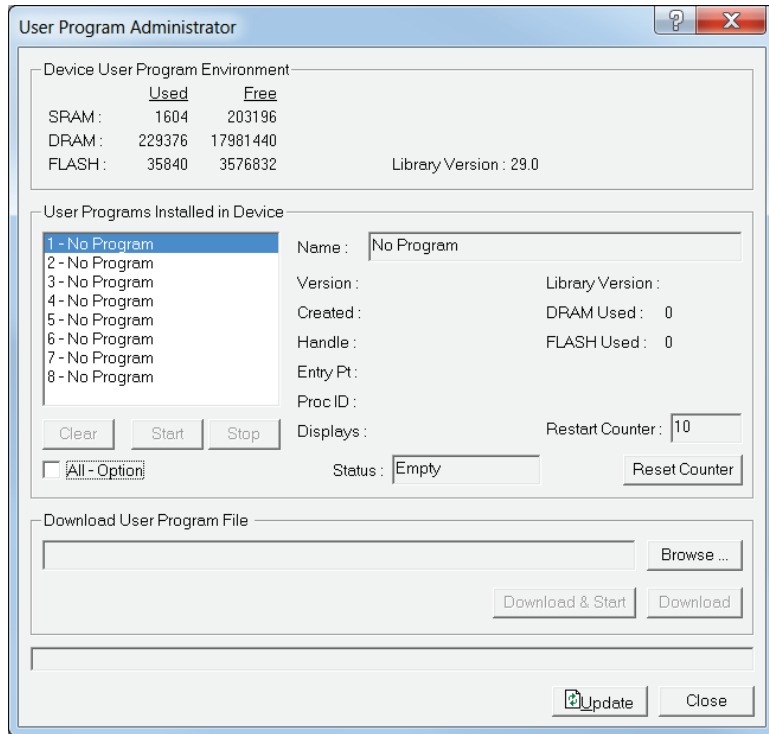 User Program Administrator
Device User Program Environment
Used Free
SRAM : 1604 203196
DRAM : 229376 17981440
FLASH : 35840 3576832 Library Version : 29.0
User Programs Installed in Device
1 - No Program
2 - No Program
3 - No Program
4 - No Program
5 - No Program
6 - No Program
7 - No Program
8 - No Program
Clear Start Stop
All - Option
Name : No Program
Version : Library Version :
Created : DRAM Used : 0
Handle : FLASH Used : 0
Entry Pt :
Proc ID :
Displays : Restart Counter : 10
Status : Empty Reset Counter
Download User Program File
Browse ...
Download & Start Download
Update Close